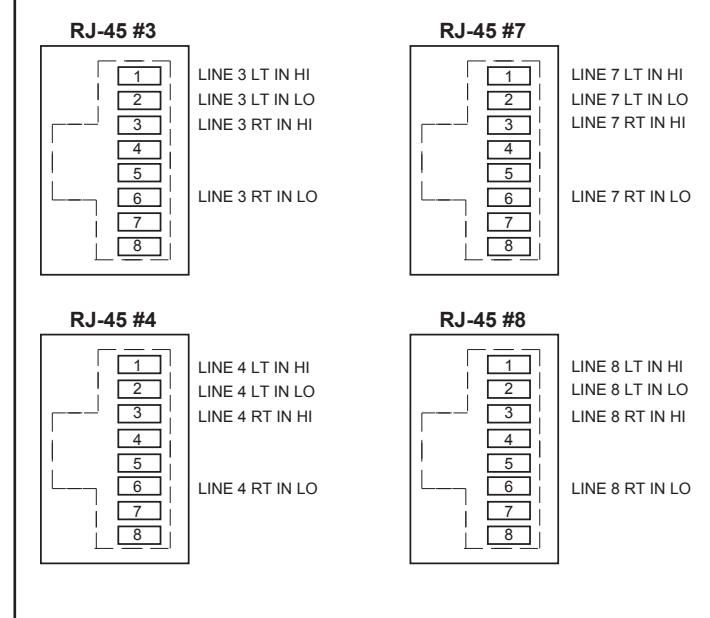 RJ-45 #3
1 LINE 3 LT IN HI
2 LINE 3 LT IN LO
3 LINE 3 RT IN HI
4
5
6 LINE 3 RT IN LO
7
8
RJ-45 #7
1 LINE 7 LT IN HI
2 LINE 7 LT IN LO
3 LINE 7 RT IN HI
4
5
6 LINE 7 RT IN LO
7
8
RJ-45 #4
1 LINE 4 LT IN HI
2 LINE 4 LT IN LO
3 LINE 4 RT IN HI
4
5
6 LINE 4 RT IN LO
7
8
RJ-45 #8
1 LINE 8 LT IN HI
2 LINE 8 LT IN LO
3 LINE 8 RT IN HI
4
5
6 LINE 8 RT IN LO
7
8